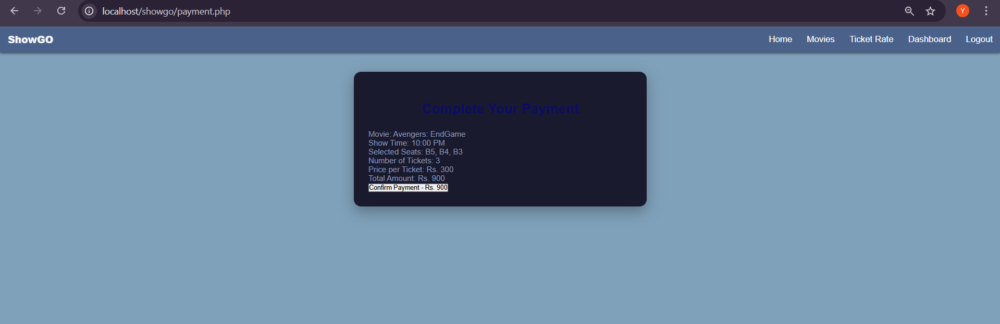 localhost/showgo/payment.php
Y
ShowGO
Home Movies Ticket Rate Dashboard Logout
Complete Your Payment
Movie: Avengers: EndGame
Show Time: 10:00 PM
Selected Seats: B5, B4, B3
Number of Tickets: 3
Price per Ticket: Rs. 300
Total Amount: Rs. 900
Confirm Payment - Rs. 900